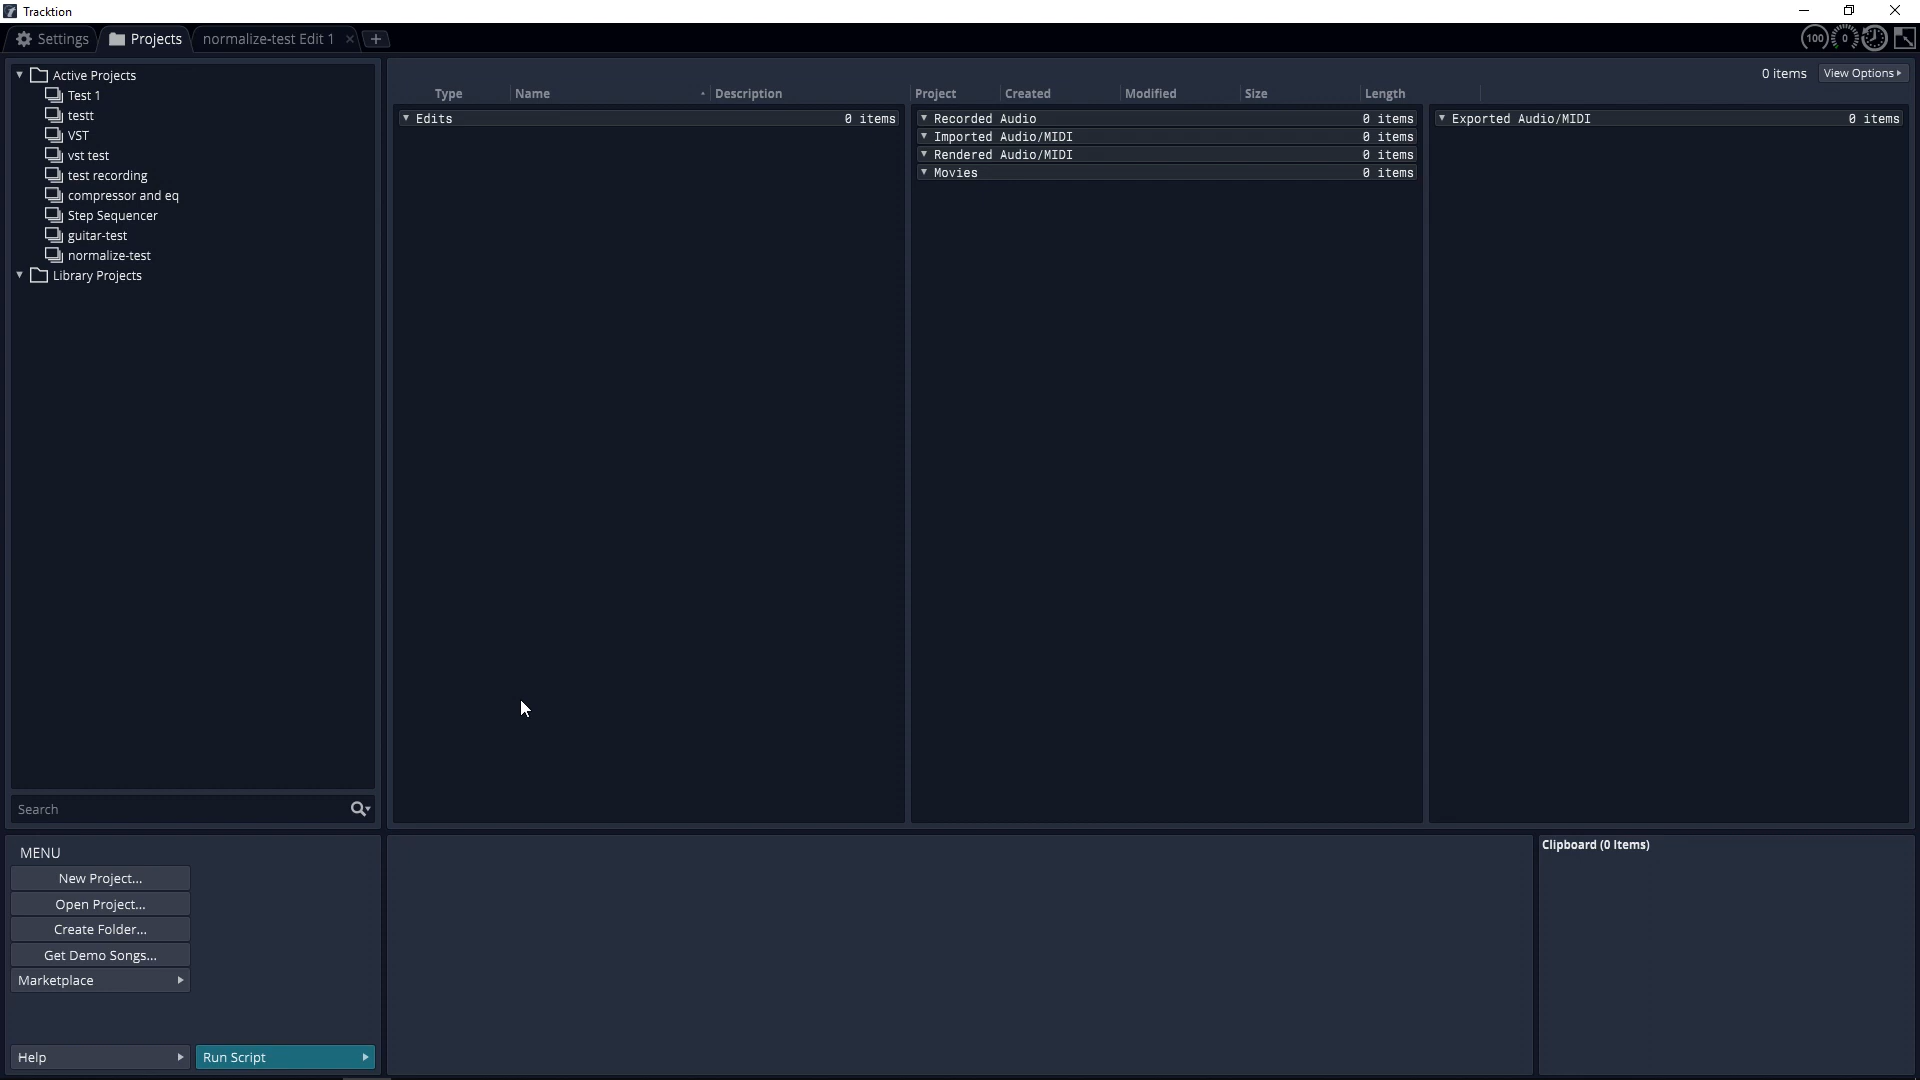 Tracktion
Settings
Projects
normalize-test Edit 1
100
0
Active Projects
Test 1
testt
VST
vst test
test recording
compressor and eq
Step Sequencer
guitar-test
normalize-test
Library Projects
Search
0 items
View Options
Type Name Description Project Created Modified Size Length
Edits 0 items
Recorded Audio 0 items
Imported Audio/MIDI 0 items
Rendered Audio/MIDI 0 items
Movies 0 items
Exported Audio/MIDI 0 items
MENU
New Project...
Open Project...
Create Folder...
Get Demo Songs...
Marketplace
Help
Run Script
Clipboard (0 Items)